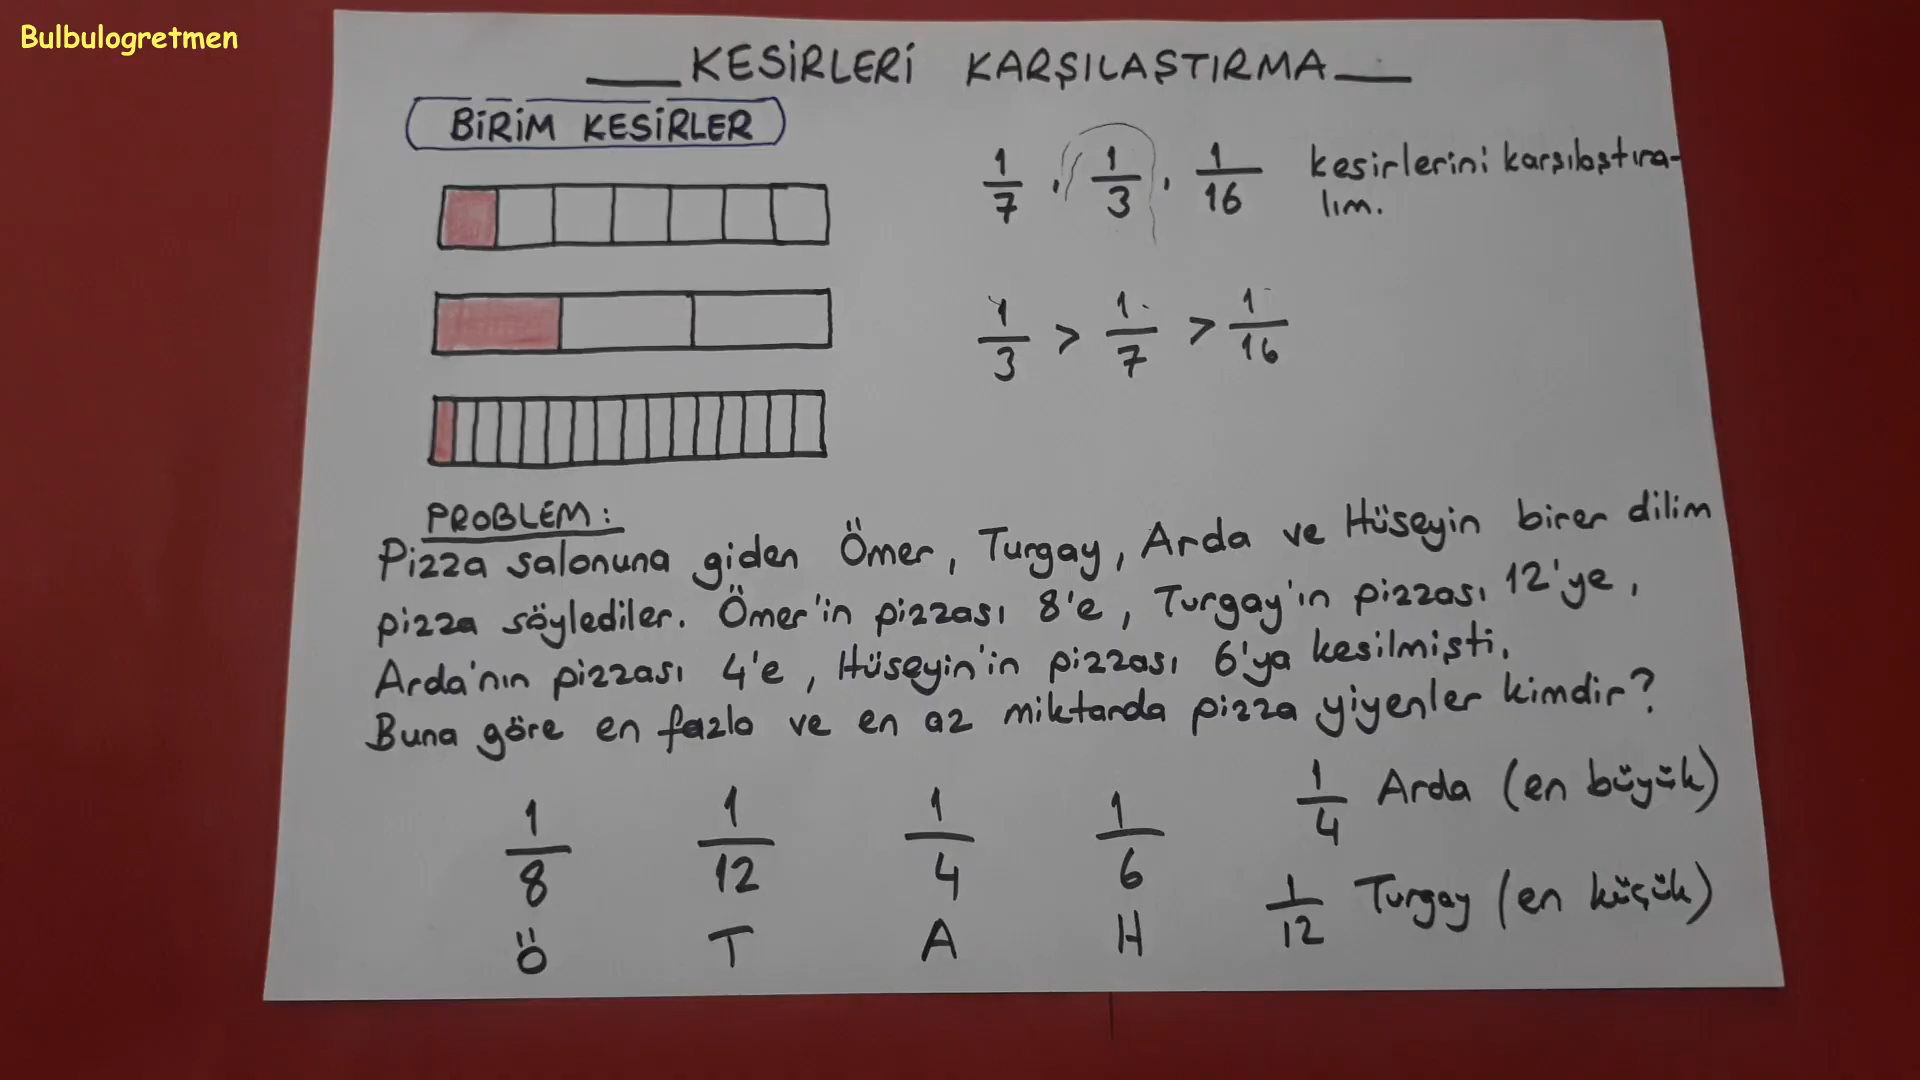 Bulbulogretmen
KESİRLERİ KARŞILAŞTIRMA
BİRİM KESİRLER
1/7, 1/3, 1/16 kesirlerini karşılaştıra-
lım.
1/3 > 1/7 > 1/16
PROBLEM:
Pizza salonuna giden Ömer, Turgay, Arda ve Hüseyin birer dilim
pizza söylediler. Ömer'in pizzası 8'e, Turgay'ın pizzası 12'ye,
Arda'nın pizzası 4'e, Hüseyin'in pizzası 6'ya kesilmişti.
Buna göre en fazla ve en az miktarda pizza yiyenler kimdir?
1/8 1/12 1/4 1/6
Ö T A H
1/4 Arda (en büyük)
1/12 Turgay (en küçük)